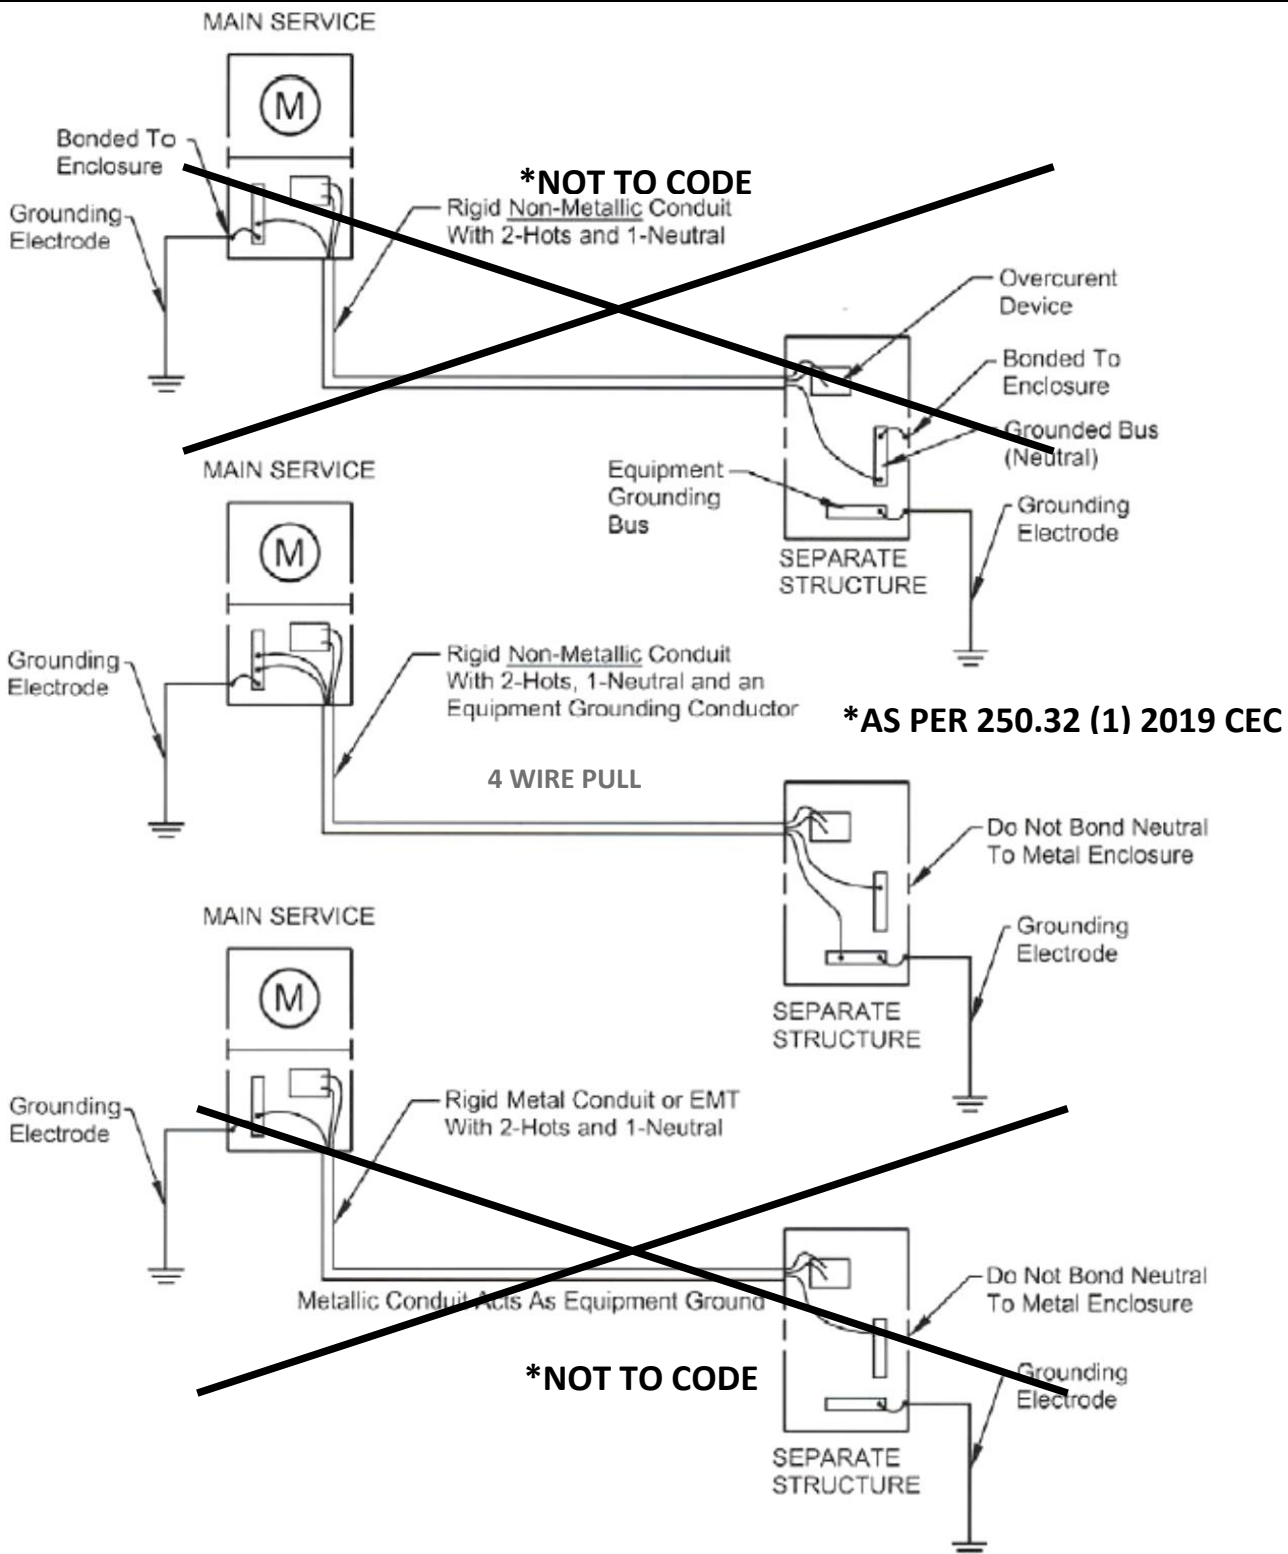 MAIN SERVICE
M
Bonded To
Enclosure
Grounding
Electrode
*NOT TO CODE
Rigid Non-Metallic Conduit
With 2-Hots and 1-Neutral
Overcurent
Device
Bonded To
Enclosure
Grounded Bus
(Neutral)
Equipment
Grounding
Bus
Grounding
Electrode
SEPARATE
STRUCTURE
MAIN SERVICE
M
Grounding
Electrode
Rigid Non-Metallic Conduit
With 2-Hots, 1-Neutral and an
Equipment Grounding Conductor
*AS PER 250.32 (1) 2019 CEC
4 WIRE PULL
Do Not Bond Neutral
To Metal Enclosure
Grounding
Electrode
SEPARATE
STRUCTURE
MAIN SERVICE
M
Grounding
Electrode
Rigid Metal Conduit or EMT
With 2-Hots and 1-Neutral
Metallic Conduit Acts As Equipment Ground
Do Not Bond Neutral
To Metal Enclosure
*NOT TO CODE
Grounding
Electrode
SEPARATE
STRUCTURE